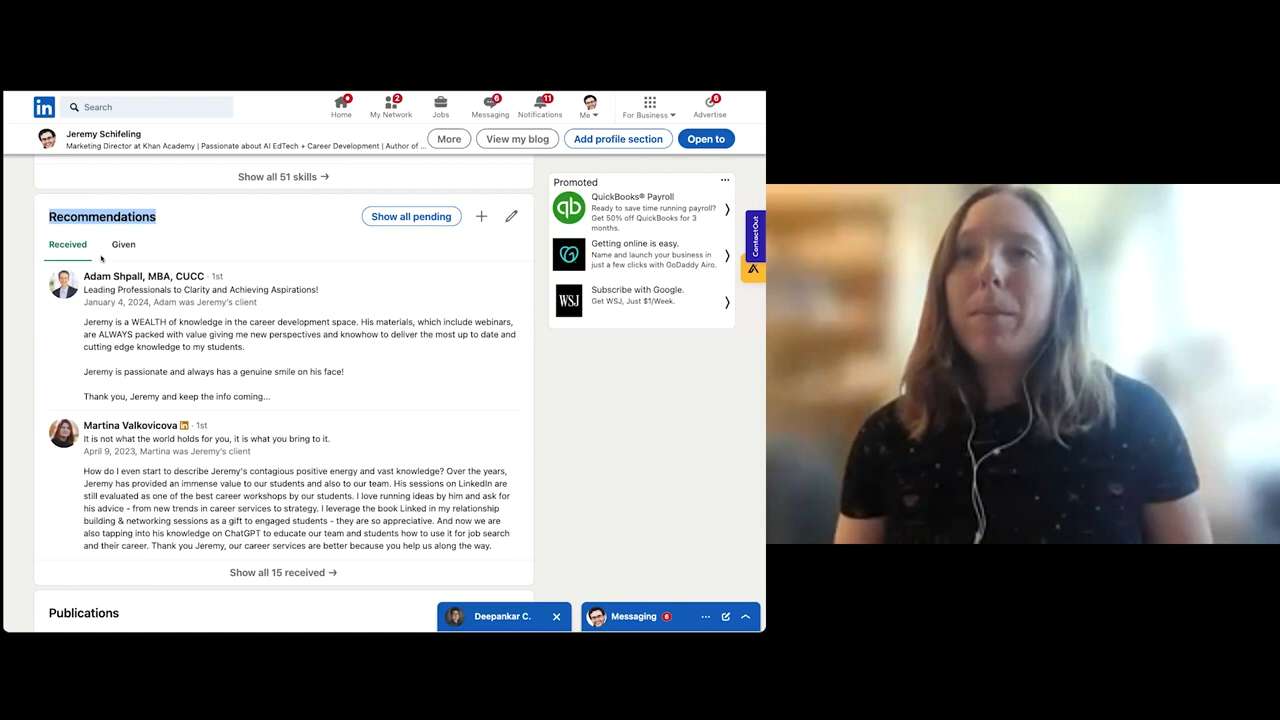 in
Search
Home
2
My Network
Jobs
6
Messaging
11
Notifications
Me
For Business
6
Advertise
Jeremy Schifeling
Marketing Director at Khan Academy | Passionate about AI EdTech + Career Development | Author of ...
More
View my blog
Add profile section
Open to
Show all 51 skills →
Recommendations
Show all pending
Received
Given
Adam Shpall, MBA, CUCC · 1st
Leading Professionals to Clarity and Achieving Aspirations!
January 4, 2024, Adam was Jeremy's client
Jeremy is a WEALTH of knowledge in the career development space. His materials, which include webinars,
are ALWAYS packed with value giving me new perspectives and knowhow to deliver the most up to date and
cutting edge knowledge to my students.
Jeremy is passionate and always has a genuine smile on his face!
Thank you, Jeremy and keep the info coming...
Martina Valkovicova in · 1st
It is not what the world holds for you, it is what you bring to it.
April 9, 2023, Martina was Jeremy's client
How do I even start to describe Jeremy's contagious positive energy and vast knowledge? Over the years,
Jeremy has provided an immense value to our students and also to our team. His sessions on LinkedIn are
still evaluated as one of the best career workshops by our students. I love running ideas by him and ask for
his advice - from new trends in career services to strategy. I leverage the book Linked in my relationship
building & networking sessions as a gift to engaged students - they are so appreciative. And now we are
also tapping into his knowledge on ChatGPT to educate our team and students how to use it for job search
and their career. Thank you Jeremy, our career services are better because you help us along the way.
Show all 15 received →
Publications
Promoted
qb
QuickBooks® Payroll
Ready to save time running payroll?
Get 50% off QuickBooks for 3
months.
Getting online is easy.
Name and launch your business in
just a few clicks with GoDaddy Airo.
WSJ
Subscribe with Google.
Get WSJ, Just $1/Week.
ContactOut
Deepankar C.
Messaging 6